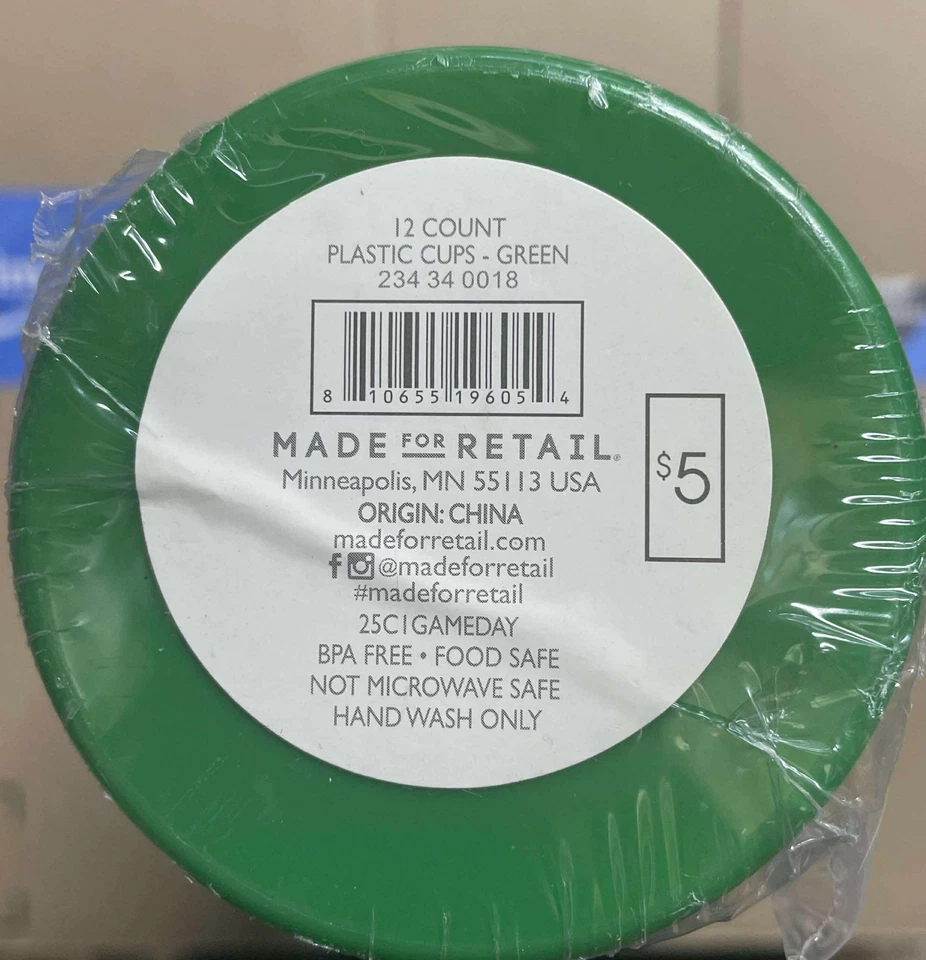 12 COUNT
PLASTIC CUPS - GREEN
234 34 0018
8 10655 19605 4
MADE FOR RETAIL®
Minneapolis, MN 55113 USA
ORIGIN: CHINA
madeforretail.com
f @madeforretail
#madeforretail
25C1GAMEDAY
BPA FREE • FOOD SAFE
NOT MICROWAVE SAFE
HAND WASH ONLY
$5